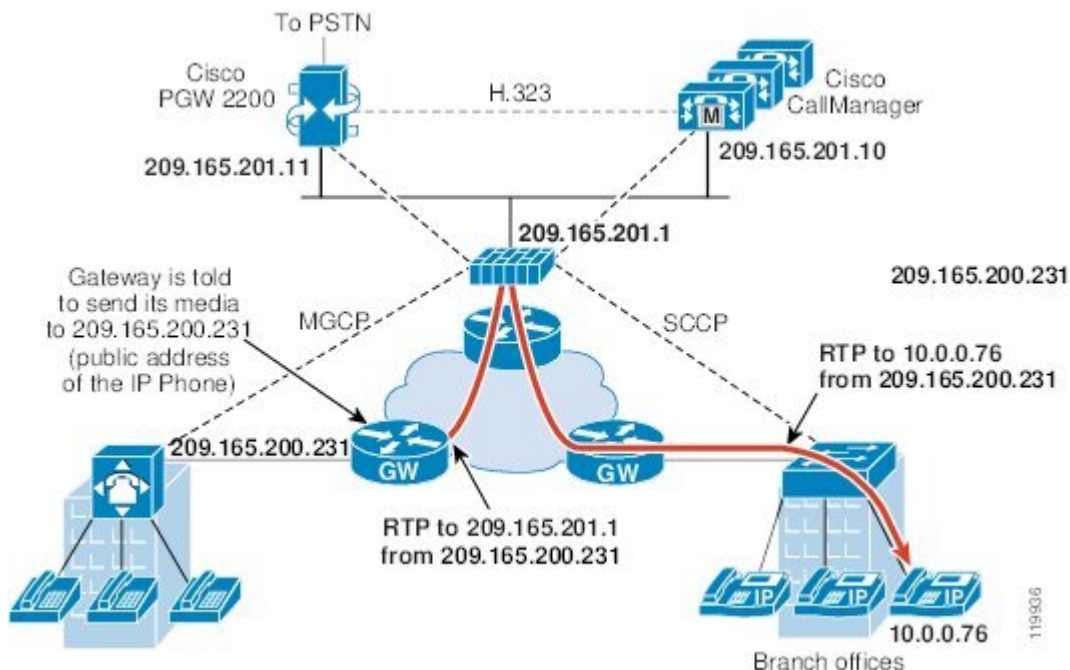 To PSTN
Cisco
PGW 2200
H.323
M
Cisco
CallManager
209.165.201.11
209.165.201.10
209.165.201.1
Gateway is told
to send its media
to 209.165.200.231
(public address
of the IP Phone)
MGCP
SCCP
209.165.200.231
RTP to 10.0.0.76
from 209.165.200.231
209.165.200.231
GW
GW
RTP to 209.165.201.1
from 209.165.200.231
IP
IP
IP
10.0.0.76
Branch offices
119936